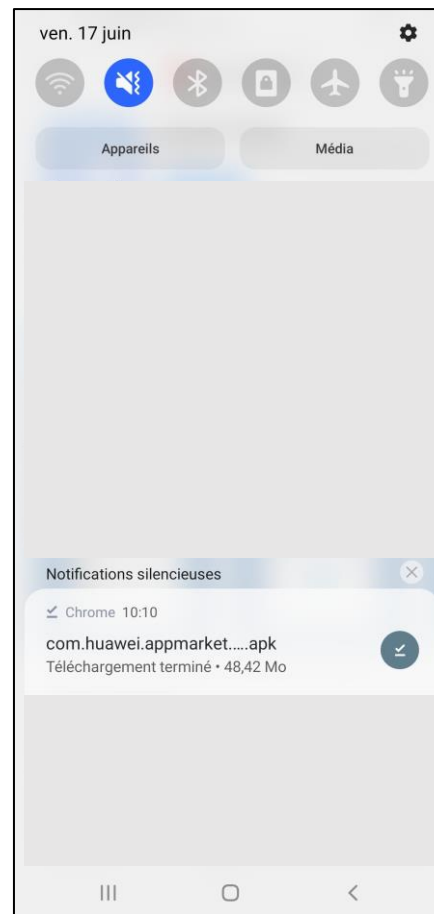 ven. 17 juin
Appareils
Média
Notifications silencieuses
Chrome 10:10
com.huawei.appmarket.....apk
Téléchargement terminé • 48,42 Mo